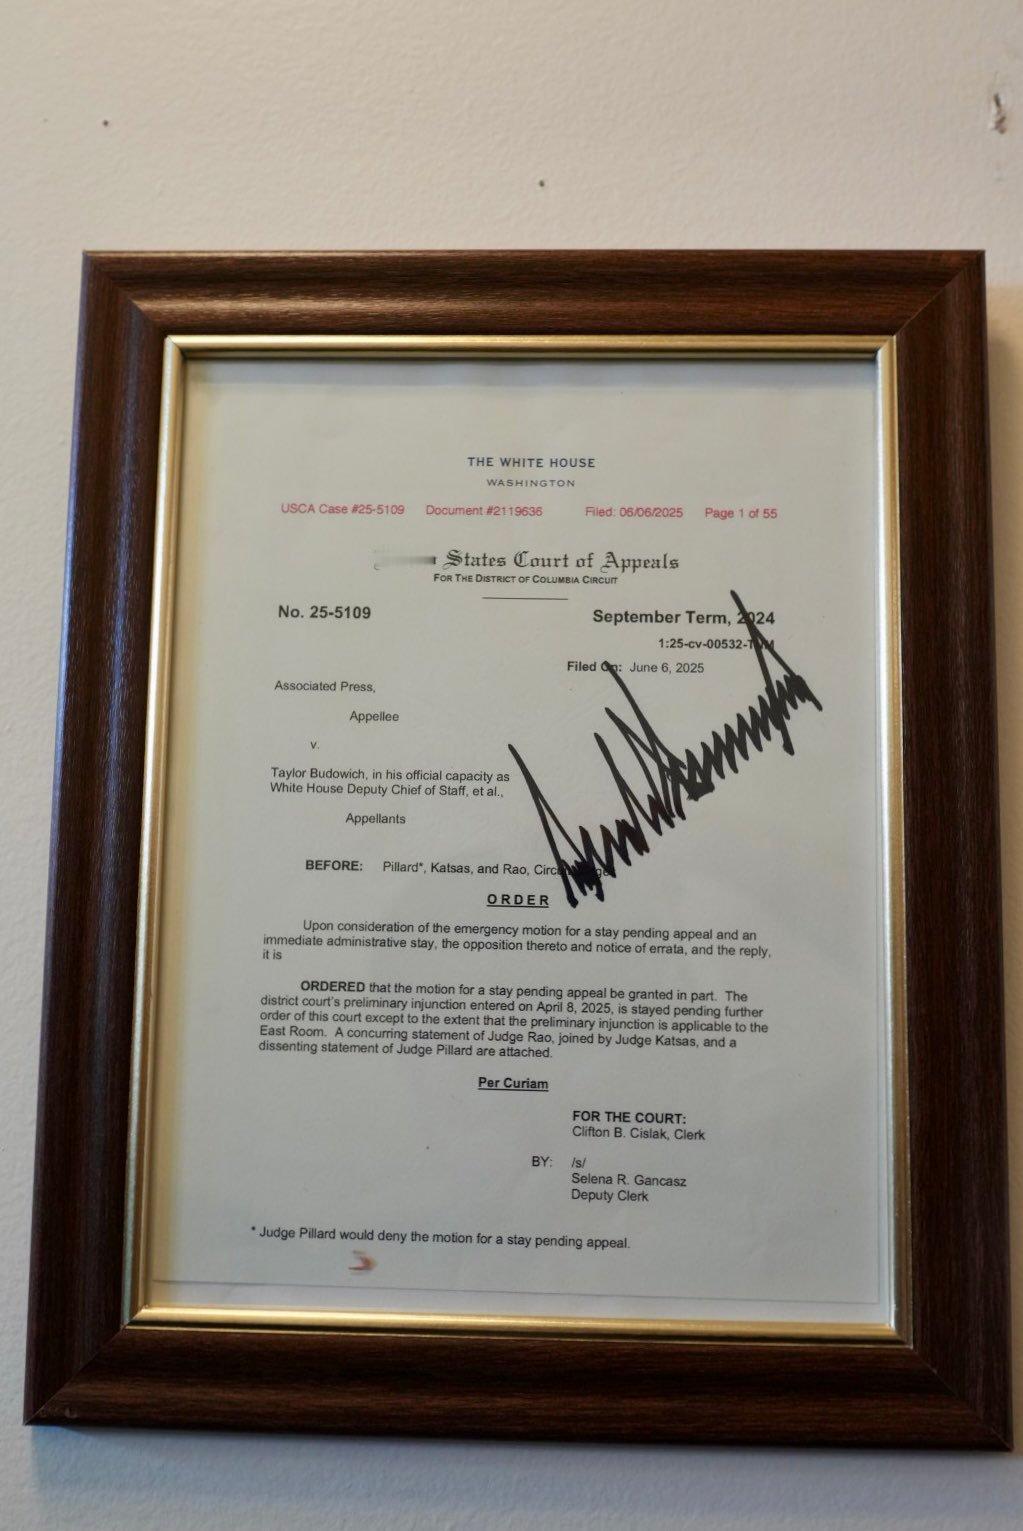 THE WHITE HOUSE
WASHINGTON
USCA Case #25-5109 Document #2119636 Filed: 06/06/2025 Page 1 of 55
States Court of Appeals
FOR THE DISTRICT OF COLUMBIA CIRCUIT
No. 25-5109 September Term, 2024
1:25-cv-00532-
Filed On: June 6, 2025
Associated Press,
Appellee
v.
Taylor Budowich, in his official capacity as
White House Deputy Chief of Staff, et al.,
Appellants
BEFORE: Pillard*, Katsas, and Rao,
ORDER
Upon consideration of the emergency motion for a stay pending appeal and an
immediate administrative stay, the opposition thereto and notice of errata, and the reply,
it is
ORDERED that the motion for a stay pending appeal be granted in part. The
district court's preliminary injunction entered on April 8, 2025, is stayed pending further
order of this court except to the extent that the preliminary injunction is applicable to the
East Room. A concurring statement of Judge Rao, joined by Judge Katsas, and a
dissenting statement of Judge Pillard are attached.
Per Curiam
FOR THE COURT:
Clifton B. Cislak, Clerk
BY: /s/
Selena R. Gancasz
Deputy Clerk
* Judge Pillard would deny the motion for a stay pending appeal.